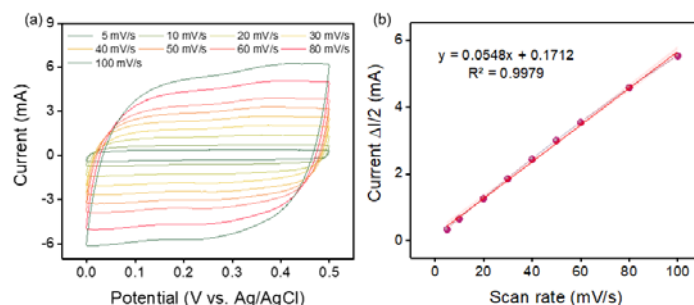 (a)
5 mV/s 10 mV/s 20 mV/s 30 mV/s
40 mV/s 50 mV/s 60 mV/s 80 mV/s
100 mV/s
6
3
0
-3
-6
Current (mA)
0.0 0.1 0.2 0.3 0.4 0.5
Potential (V vs. Ag/AgCl)
(b)
y = 0.0548x + 0.1712
R² = 0.9979
6
4
2
0
Current ΔI/2 (mA)
0 20 40 60 80 100
Scan rate (mV/s)